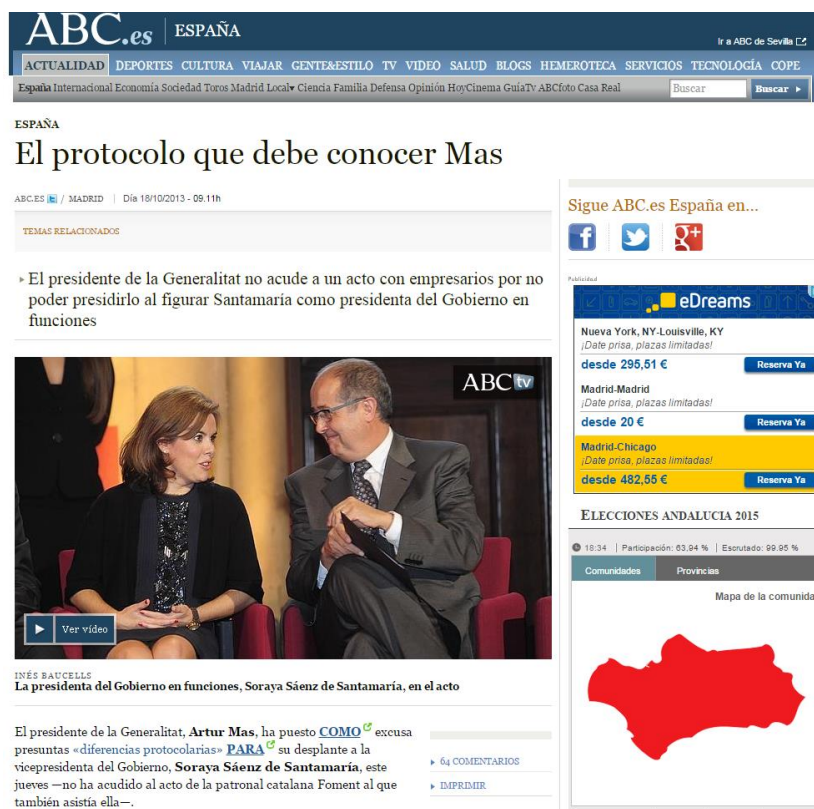 ABC.es ESPAÑA
Ir a ABC de Sevilla
ACTUALIDAD DEPORTES CULTURA VIAJAR GENTE&ESTILO TV VIDEO SALUD BLOGS HEMEROTECA SERVICIOS TECNOLOGÍA COPE
España Internacional Economía Sociedad Toros Madrid Local Ciencia Familia Defensa Opinión HoyCinema GuíaTv ABCfoto Casa Real Buscar Buscar
ESPAÑA
El protocolo que debe conocer Mas
ABC.ES / MADRID | Día 18/10/2013 - 09.11h
TEMAS RELACIONADOS
El presidente de la Generalitat no acude a un acto con empresarios por no
poder presidirlo al figurar Santamaría como presidenta del Gobierno en
funciones
ABC tv
Ver vídeo
INÉS BAUCELLS
La presidenta del Gobierno en funciones, Soraya Sáenz de Santamaría, en el acto
El presidente de la Generalitat, Artur Mas, ha puesto COMO excusa
presuntas «diferencias protocolarias» PARA su desplante a la
vicepresidenta del Gobierno, Soraya Sáenz de Santamaría, este
jueves —no ha acudido al acto de la patronal catalana Foment al que
también asistía ella—.
64 COMENTARIOS
IMPRIMIR
Sigue ABC.es España en...
Publicidad
eDreams
Nueva York, NY-Louisville, KY
¡Date prisa, plazas limitadas!
desde 295,51 € Reserva Ya
Madrid-Madrid
¡Date prisa, plazas limitadas!
desde 20 € Reserva Ya
Madrid-Chicago
¡Date prisa, plazas limitadas!
desde 482,55 € Reserva Ya
ELECCIONES ANDALUCIA 2015
18:34 | Participación: 63,94 % | Escrutado: 99.95 %
Comunidades Provincias
Mapa de la comunida